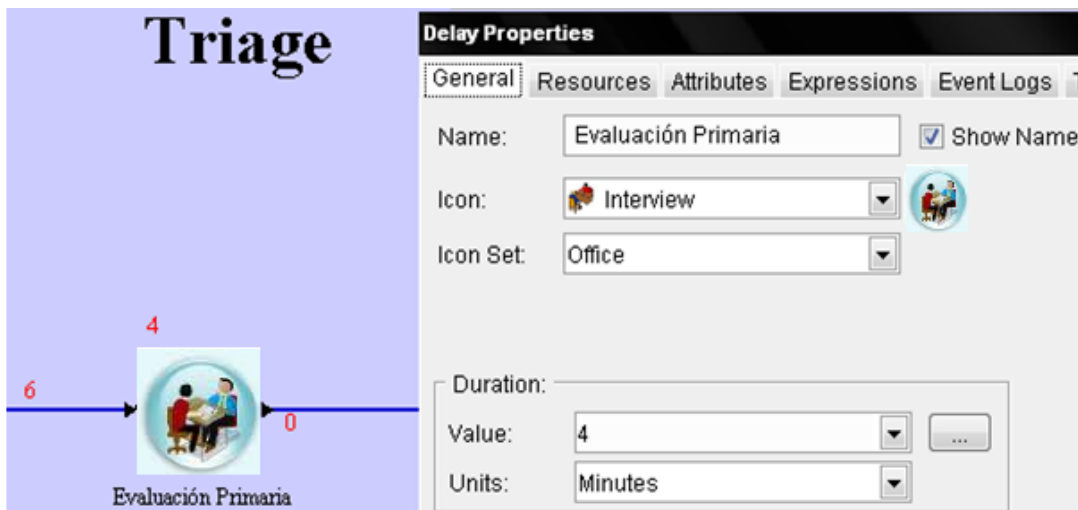 Triage
4
6
0
Evaluación Primaria
Delay Properties
General Resources Attributes Expressions Event Logs
Name: Evaluación Primaria Show Name
Icon: Interview
Icon Set: Office
Duration:
Value: 4 ...
Units: Minutes